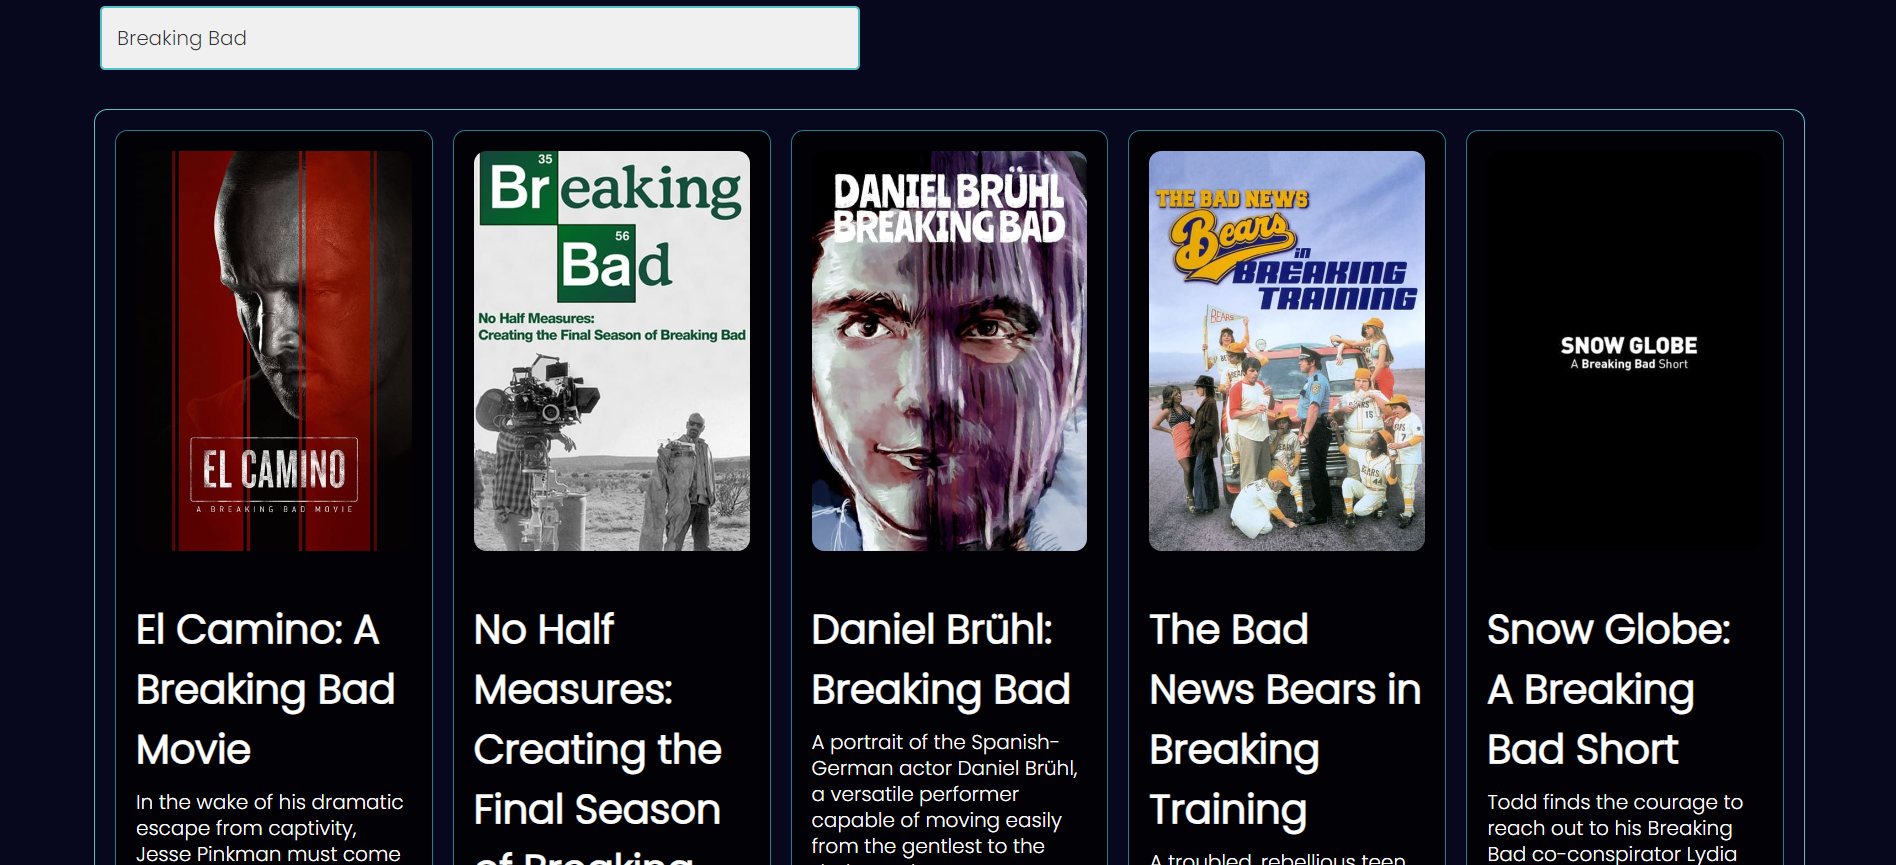 Breaking Bad
EL CAMINO
A BREAKING BAD MOVIE
El Camino: A
Breaking Bad
Movie
In the wake of his dramatic
escape from captivity,
Jesse Pinkman must come
35
Breaking
56
Bad
No Half Measures:
Creating the Final Season of Breaking Bad
No Half
Measures:
Creating the
Final Season
of Breaking
DANIEL BRÜHL
BREAKING BAD
Daniel Brühl:
Breaking Bad
A portrait of the Spanish-
German actor Daniel Brühl,
a versatile performer
capable of moving easily
from the gentlest to the
THE BAD NEWS
Bears
in
BREAKING
TRAINING
BEARS
15
7
BEARS
44
The Bad
News Bears in
Breaking
Training
A troubled, rebellious teen
SNOW GLOBE
A Breaking Bad Short
Snow Globe:
A Breaking
Bad Short
Todd finds the courage to
reach out to his Breaking
Bad co-conspirator Lydia